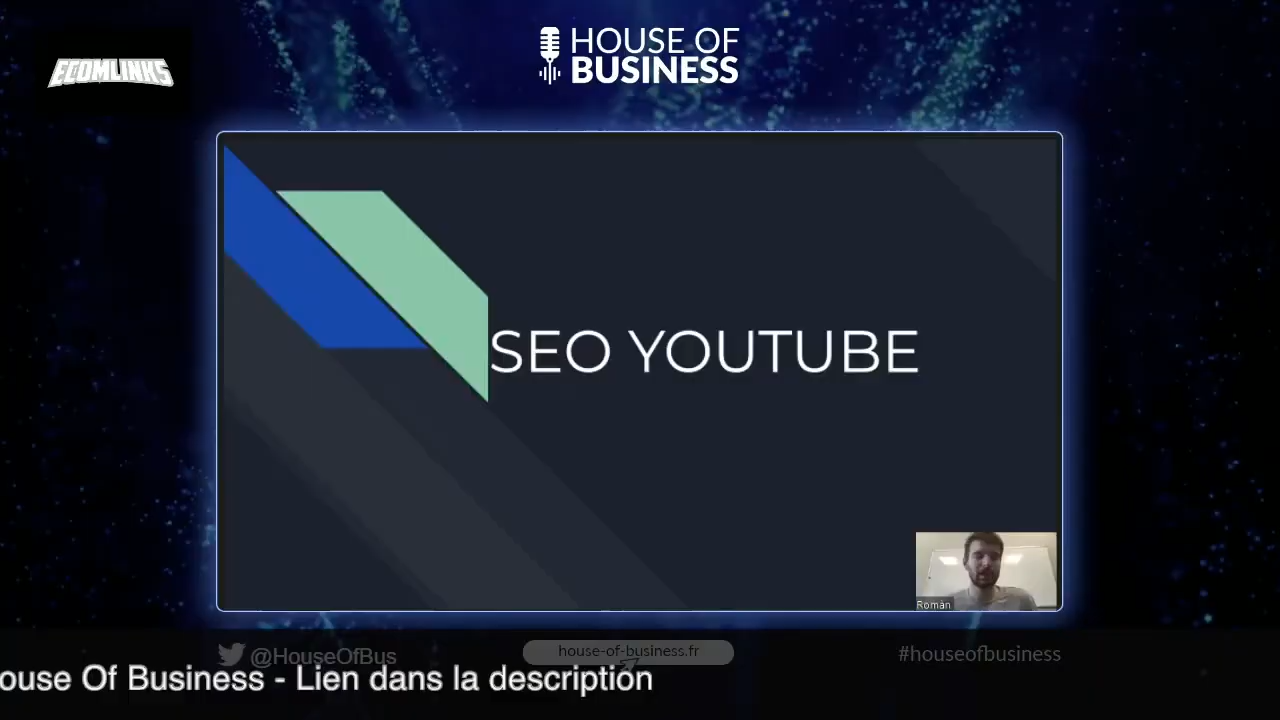 ECOMLINKS
HOUSE OF
BUSINESS
SEO YOUTUBE
Romàn
@HouseOfBus
house-of-business.fr
#houseofbusiness
ouse Of Business - Lien dans la description